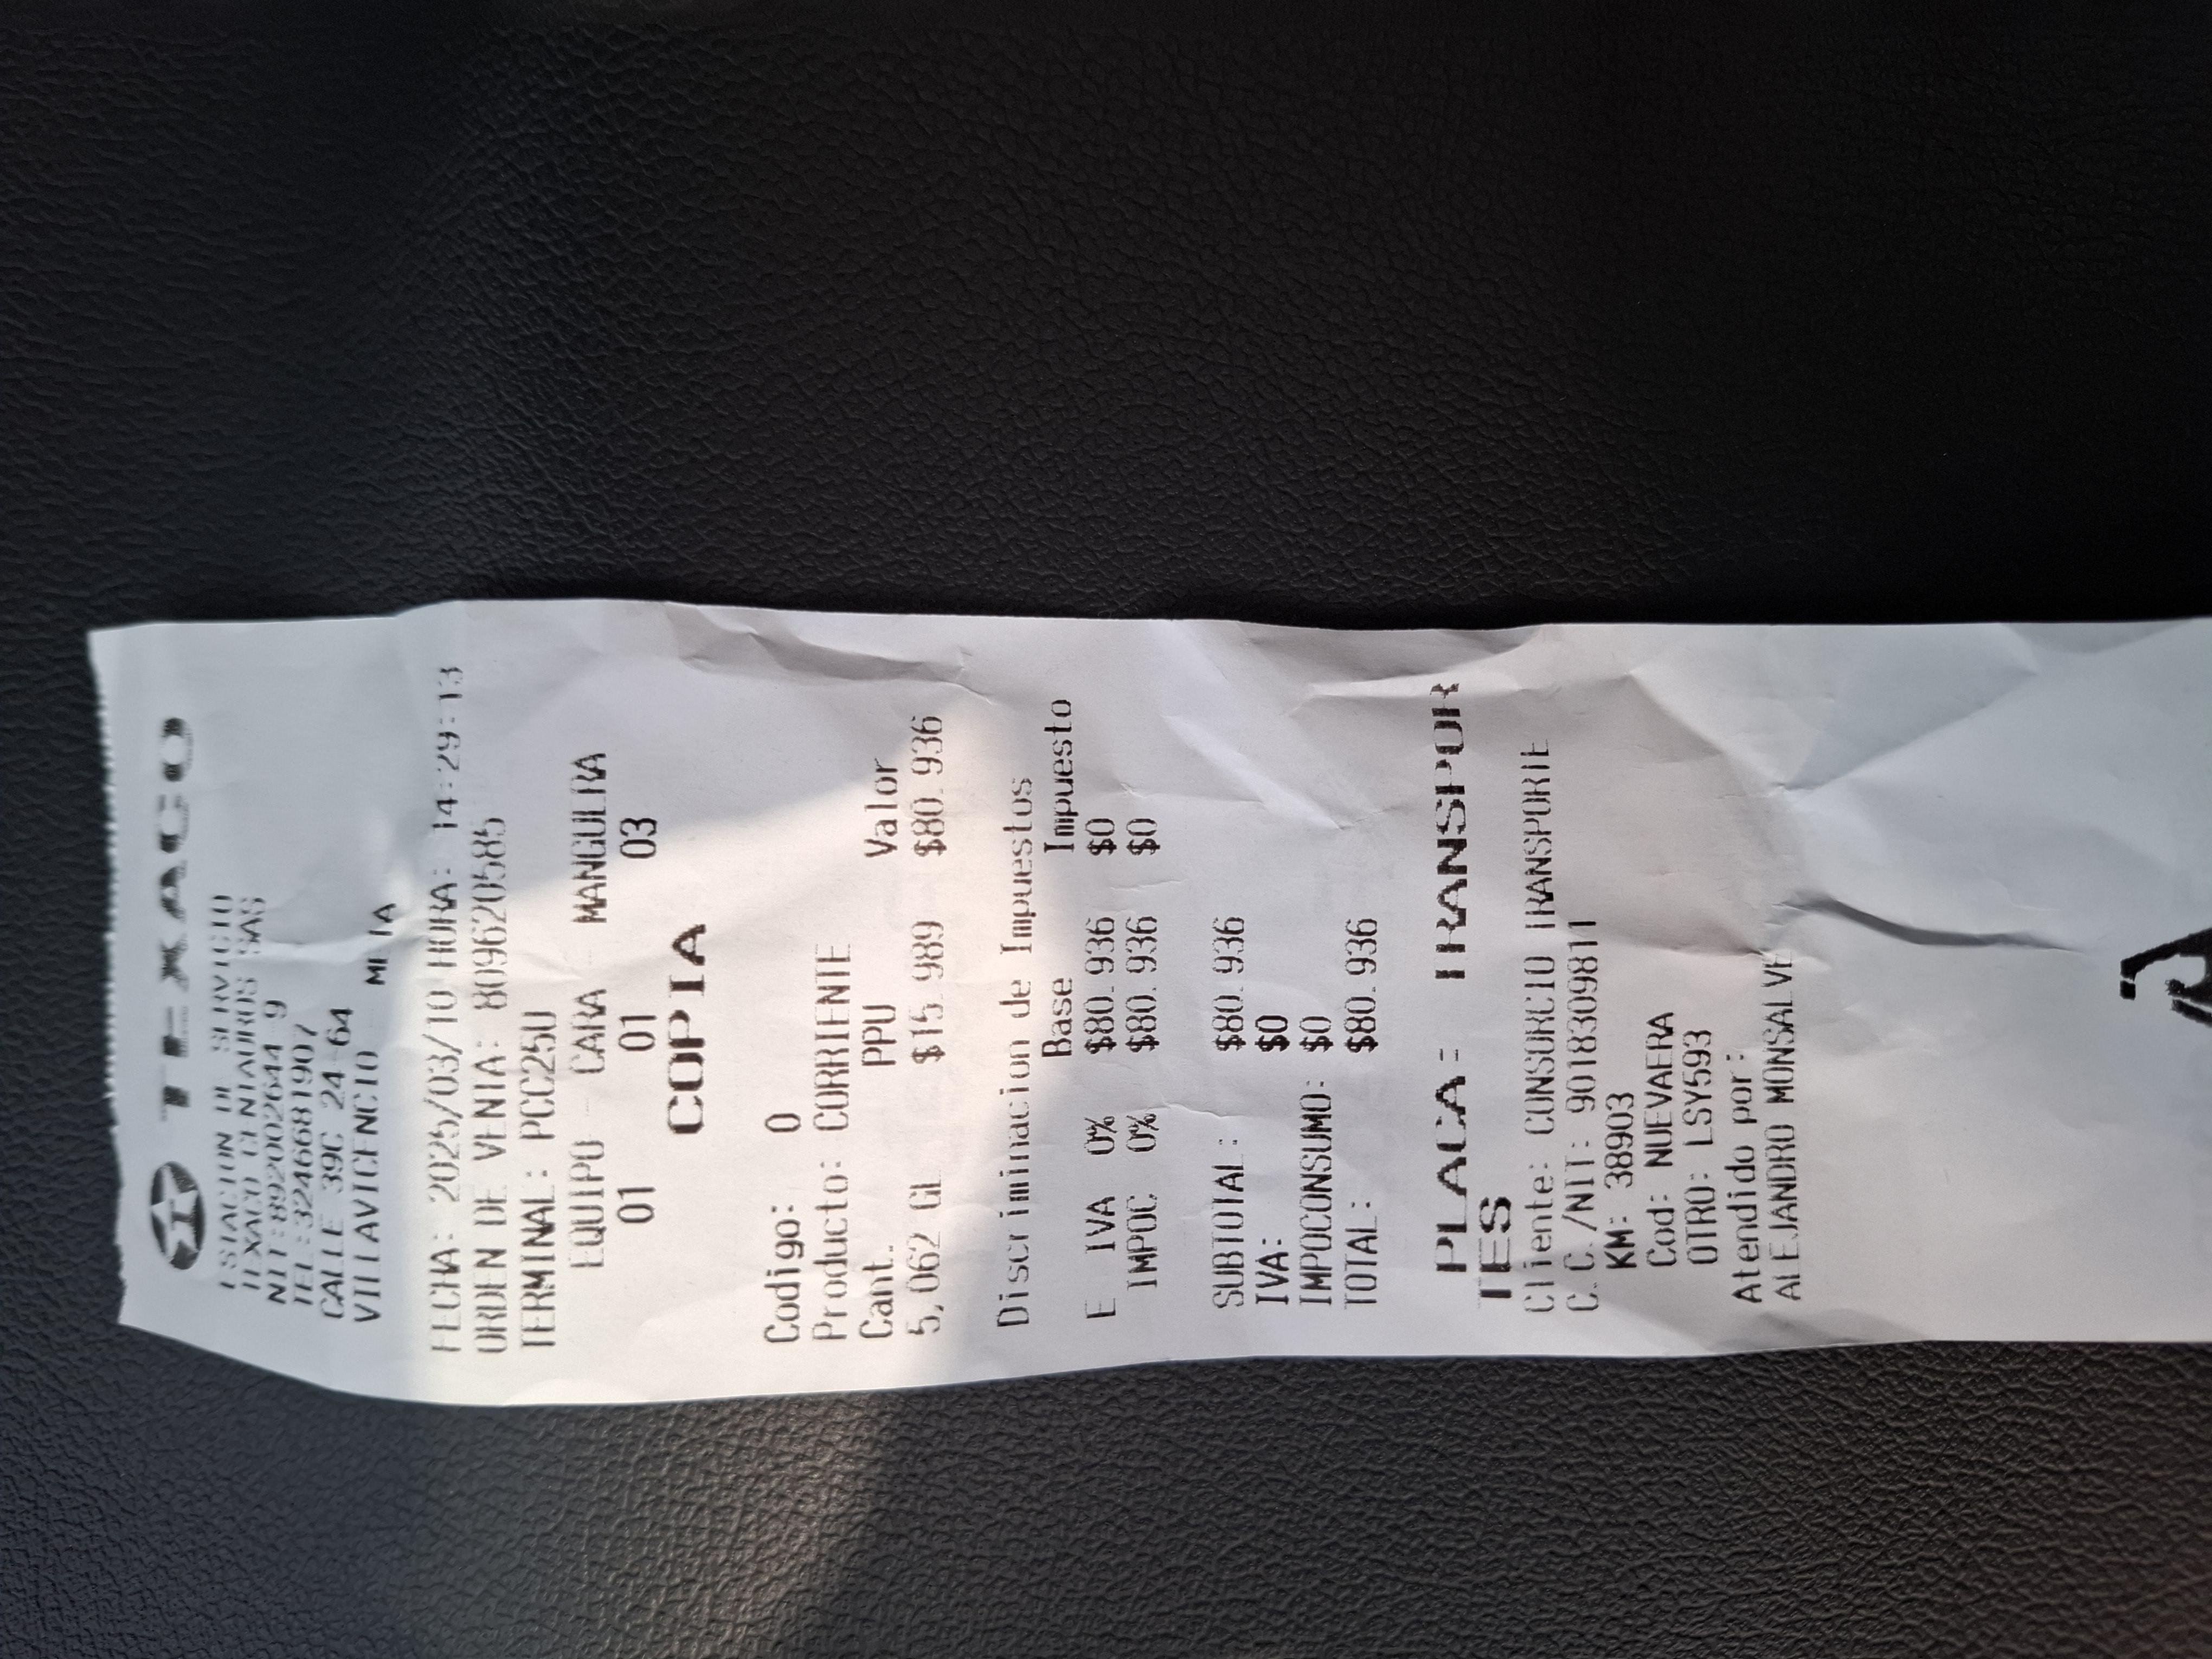 TEXACO
ESTACION DE SERVICIO
TEXACO CENTAUROS SAS
NIT:892002644-9
TEL:3246681907
CALLE 39C 24-64
VILLAVICENCIO META
FECHA: 2025/03/10 HORA: 14:29:13
ORDEN DE VENTA: 809620585
TERMINAL: PCC25U
EQUIPO - CARA - MANGUERA
01 01 03
COPIA
Codigo: 0
Producto: CORRIENTE
Cant. PPU Valor
5,062 GL $15.989 $80.936
Discriminacion de Impuestos
Base Impuesto
E IVA 0% $80.936 $0
IMPOC 0% $80.936 $0
SUBTOTAL: $80.936
IVA: $0
IMPOCONSUMO: $0
TOTAL: $80.936
PLACA: TRANSPOR
TES
Cliente: CONSORCIO TRANSPORTE
C.C./NIT: 9018309811
KM: 38903
Cod: NUEVAERA
OTRO: LSY593
Atendido por:
ALEJANDRO MONSALVE